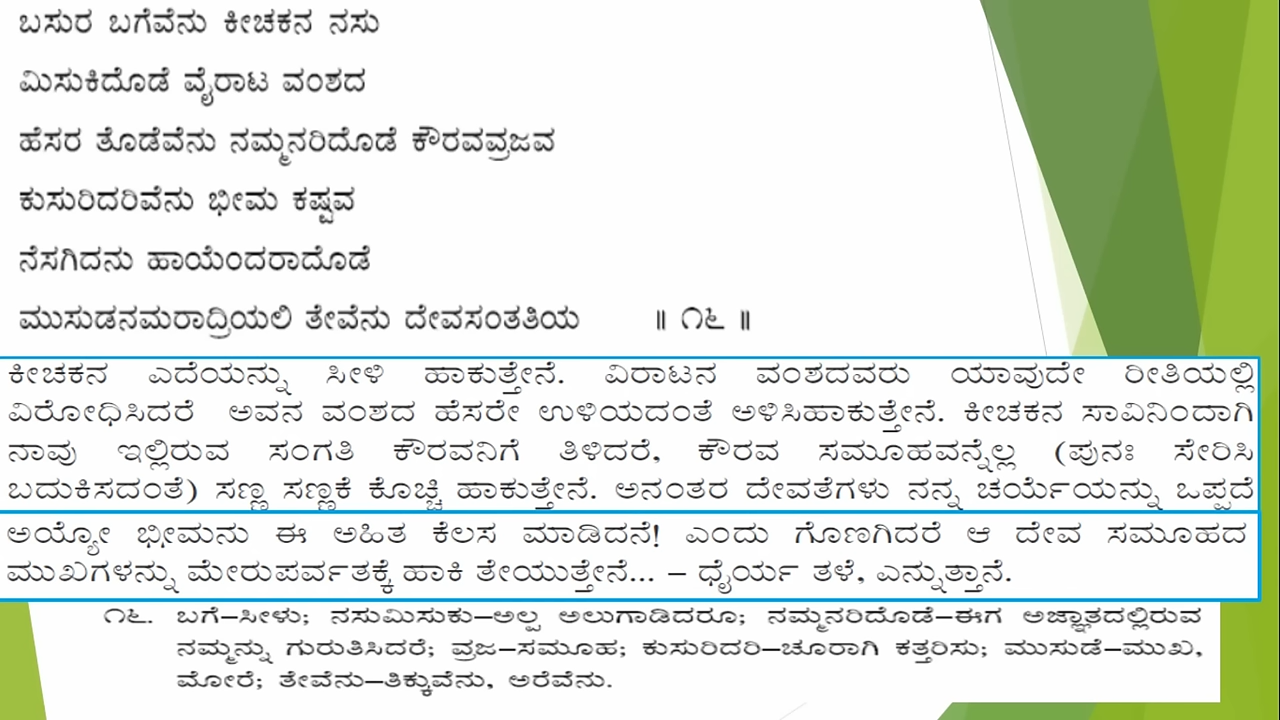 ಬಸುರ ಬಗೆವೆನು ಕೀಚಕನ ನಸು
ಮಿಸುಕಿದೊಡೆ ವೈರಾಟ ವಂಶದ
ಹೆಸರ ತೊಡೆವೆನು ನಮ್ಮನರಿದೊಡೆ ಕೌರವವ್ರಜವ
ಕುಸುರಿದರಿವೆನು ಭೀಮ ಕಷ್ಟವ
ನೆಸಗಿದನು ಹಾಯೆಂದರಾದೊಡೆ
ಮುಸುಡನಮರಾದ್ರಿಯಲಿ ತೇವೆನು ದೇವಸಂತತಿಯ ॥ ೧೬ ॥
ಕೀಚಕನ ಎದೆಯನ್ನು ಸೀಳಿ ಹಾಕುತ್ತೇನೆ. ವಿರಾಟನ ವಂಶದವರು ಯಾವುದೇ ರೀತಿಯಲ್ಲಿ
ವಿರೋಧಿಸಿದರೆ ಅವನ ವಂಶದ ಹೆಸರೇ ಉಳಿಯದಂತೆ ಅಳಿಸಿಹಾಕುತ್ತೇನೆ. ಕೀಚಕನ ಸಾವಿನಿಂದಾಗಿ
ನಾವು ಇಲ್ಲಿರುವ ಸಂಗತಿ ಕೌರವನಿಗೆ ತಿಳಿದರೆ, ಕೌರವ ಸಮೂಹವನ್ನೆಲ್ಲ (ಪುನಃ ಸೇರಿಸಿ
ಬದುಕಿಸದಂತೆ) ಸಣ್ಣ ಸಣ್ಣಕೆ ಕೊಚ್ಚಿ ಹಾಕುತ್ತೇನೆ. ಅನಂತರ ದೇವತೆಗಳು ನನ್ನ ಚರ್ಯೆಯನ್ನು ಒಪ್ಪದೆ
ಅಯ್ಯೋ ಭೀಮನು ಈ ಅಹಿತ ಕೆಲಸ ಮಾಡಿದನೆ! ಎಂದು ಗೊಣಗಿದರೆ ಆ ದೇವ ಸಮೂಹದ
ಮುಖಗಳನ್ನು ಮೇರುಪರ್ವತಕ್ಕೆ ಹಾಕಿ ತೇಯುತ್ತೇನೆ... – ಧೈರ್ಯ ತಳೆ, ಎನ್ನುತ್ತಾನೆ.
೧೬. ಬಗೆ–ಸೀಳು; ನಸುಮಿಸುಕು–ಅಲ್ಪ ಅಲುಗಾಡಿದರೂ; ನಮ್ಮನರಿದೊಡೆ–ಈಗ ಅಜ್ಞಾತದಲ್ಲಿರುವ
ನಮ್ಮನ್ನು ಗುರುತಿಸಿದರೆ; ವ್ರಜ–ಸಮೂಹ; ಕುಸುರಿದರಿ–ಚೂರಾಗಿ ಕತ್ತರಿಸು; ಮುಸುಡೆ–ಮುಖ,
ಮೋರೆ; ತೇವೆನು–ತಿಕ್ಕುವೆನು, ಅರೆವೆನು.